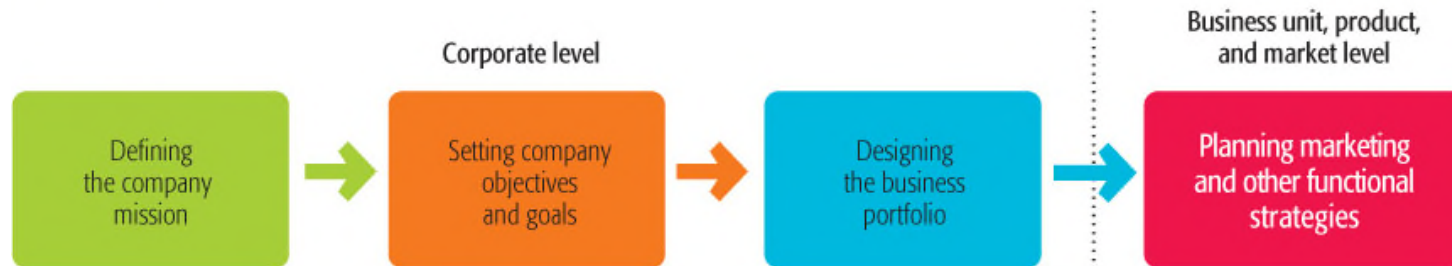 Corporate level
Business unit, product,
and market level
Defining
the company
mission
Setting company
objectives
and goals
Designing
the business
portfolio
Planning marketing
and other functional
strategies